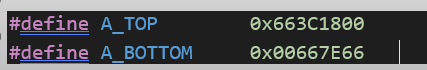 #define A_TOP 0x663C1800
#define A_BOTTOM 0x00667E66